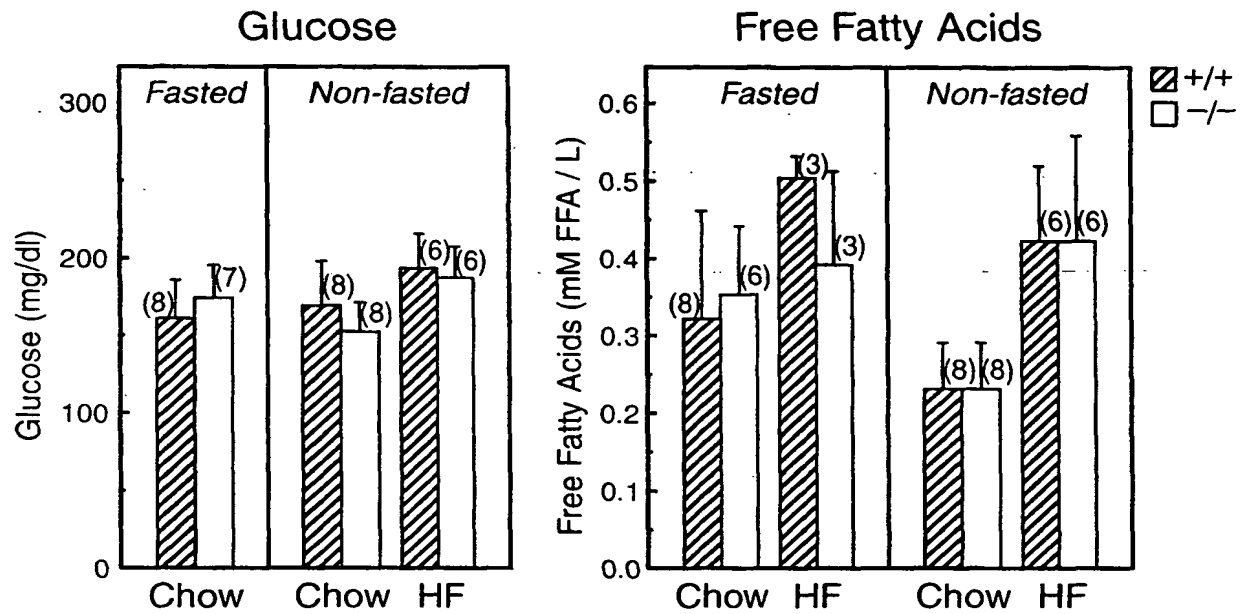 Glucose
Free Fatty Acids
Fasted
Non-fasted
Fasted
Non-fasted
+/+
−/−
Glucose (mg/dl)
300
200
100
0
(8)
(7)
(8)
(8)
(6)
(6)
Chow
Chow
HF
Free Fatty Acids (mM FFA / L)
0.6
0.5
0.4
0.3
0.2
0.1
0.0
(8)
(6)
(3)
(3)
(8)
(8)
(6)
(6)
Chow
HF
Chow
HF